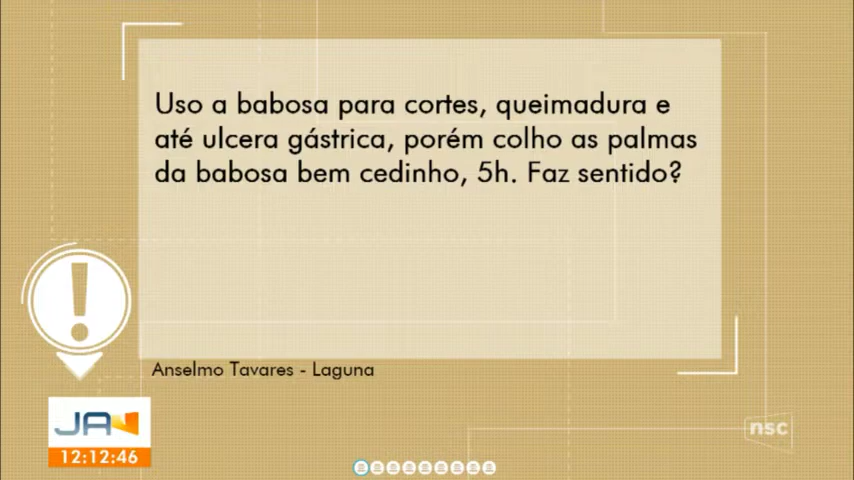 Uso a babosa para cortes, queimadura e
até ulcera gástrica, porém colho as palmas
da babosa bem cedinho, 5h. Faz sentido?
Anselmo Tavares - Laguna
JA
12:12:46
nsc